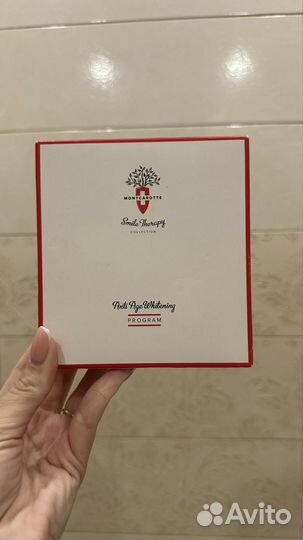 MONTCAROTTE
Smile Therapy
COLLECTION
Anti Age Whitening
PROGRAM
Avito